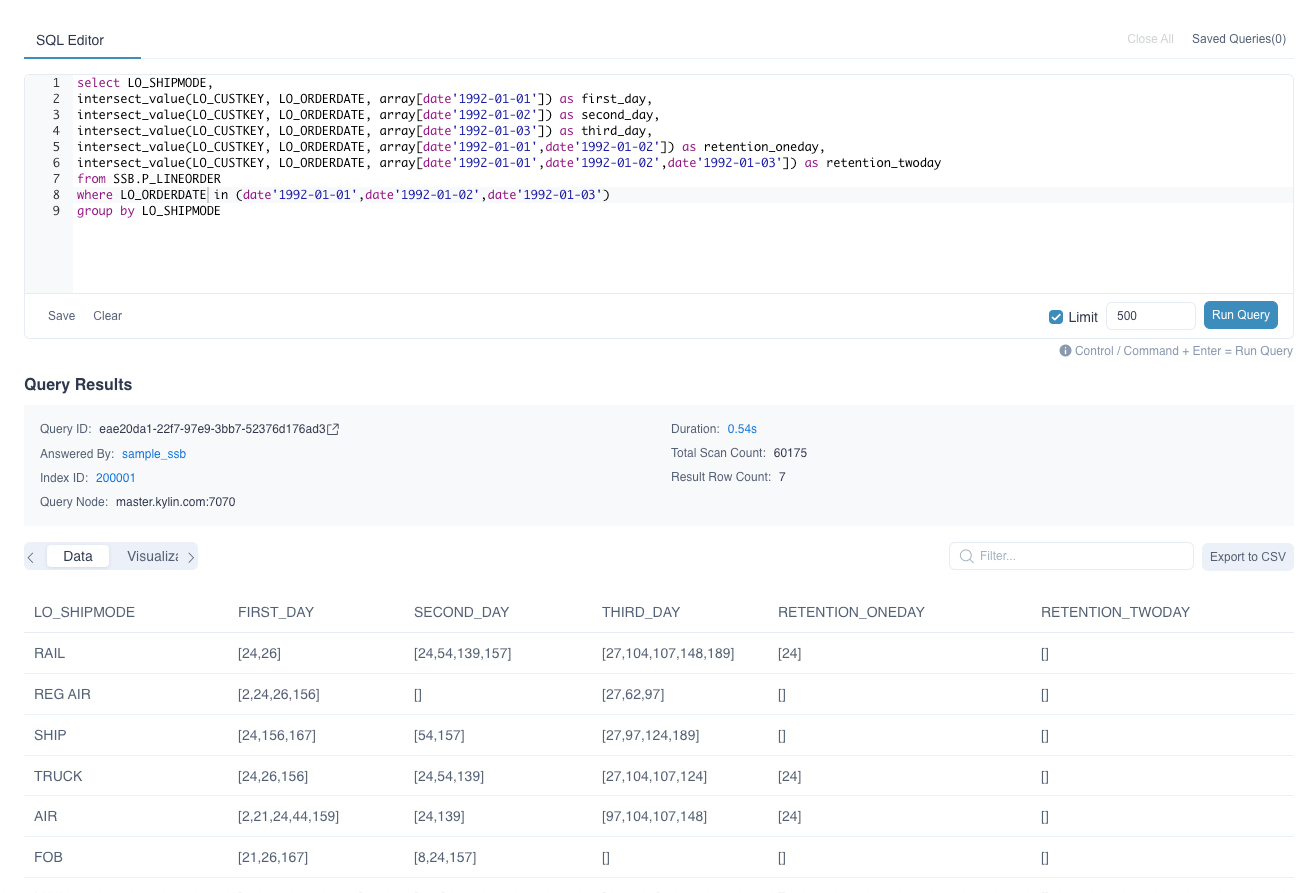 SQL Editor
Close All Saved Queries(0)
1 select LO_SHIPMODE,
2 intersect_value(LO_CUSTKEY, LO_ORDERDATE, array[date'1992-01-01']) as first_day,
3 intersect_value(LO_CUSTKEY, LO_ORDERDATE, array[date'1992-01-02']) as second_day,
4 intersect_value(LO_CUSTKEY, LO_ORDERDATE, array[date'1992-01-03']) as third_day,
5 intersect_value(LO_CUSTKEY, LO_ORDERDATE, array[date'1992-01-01',date'1992-01-02']) as retention_oneday,
6 intersect_value(LO_CUSTKEY, LO_ORDERDATE, array[date'1992-01-01',date'1992-01-02',date'1992-01-03']) as retention_twoday
7 from SSB.P_LINEORDER
8 where LO_ORDERDATE in (date'1992-01-01',date'1992-01-02',date'1992-01-03')
9 group by LO_SHIPMODE
Save Clear Limit 500 Run Query
Control / Command + Enter = Run Query
Query Results
Query ID: eae20da1-22f7-97e9-3bb7-52376d176ad3 Duration: 0.54s
Answered By: sample_ssb Total Scan Count: 60175
Index ID: 200001 Result Row Count: 7
Query Node: master.kylin.com:7070
Data Visualiza Filter... Export to CSV
LO_SHIPMODE FIRST_DAY SECOND_DAY THIRD_DAY RETENTION_ONEDAY RETENTION_TWODAY
RAIL [24,26] [24,54,139,157] [27,104,107,148,189] [24] []
REG AIR [2,24,26,156] [] [27,62,97] [] []
SHIP [24,156,167] [54,157] [27,97,124,189] [] []
TRUCK [24,26,156] [24,54,139] [27,104,107,124] [24] []
AIR [2,21,24,44,159] [24,139] [97,104,107,148] [24] []
FOB [21,26,167] [8,24,157] [] [] []